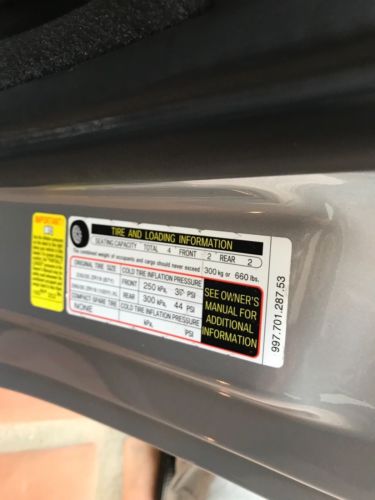 IMPORTANT
TIRE AND LOADING INFORMATION
SEATING CAPACITY TOTAL 4 FRONT 2 REAR 2
The combined weight of occupants and cargo should never exceed 300 kg or 660 lbs.
ORIGINAL TIRE SIZE COLD TIRE INFLATION PRESSURE
FRONT 250 kPa, PSI
REAR 300 kPa, 44 PSI
COMPACT SPARE TIRE COLD TIRE INFLATION PRESSURE
NONE kPa, PSI
SEE OWNER'S
MANUAL FOR
ADDITIONAL
INFORMATION
997.701.287.53